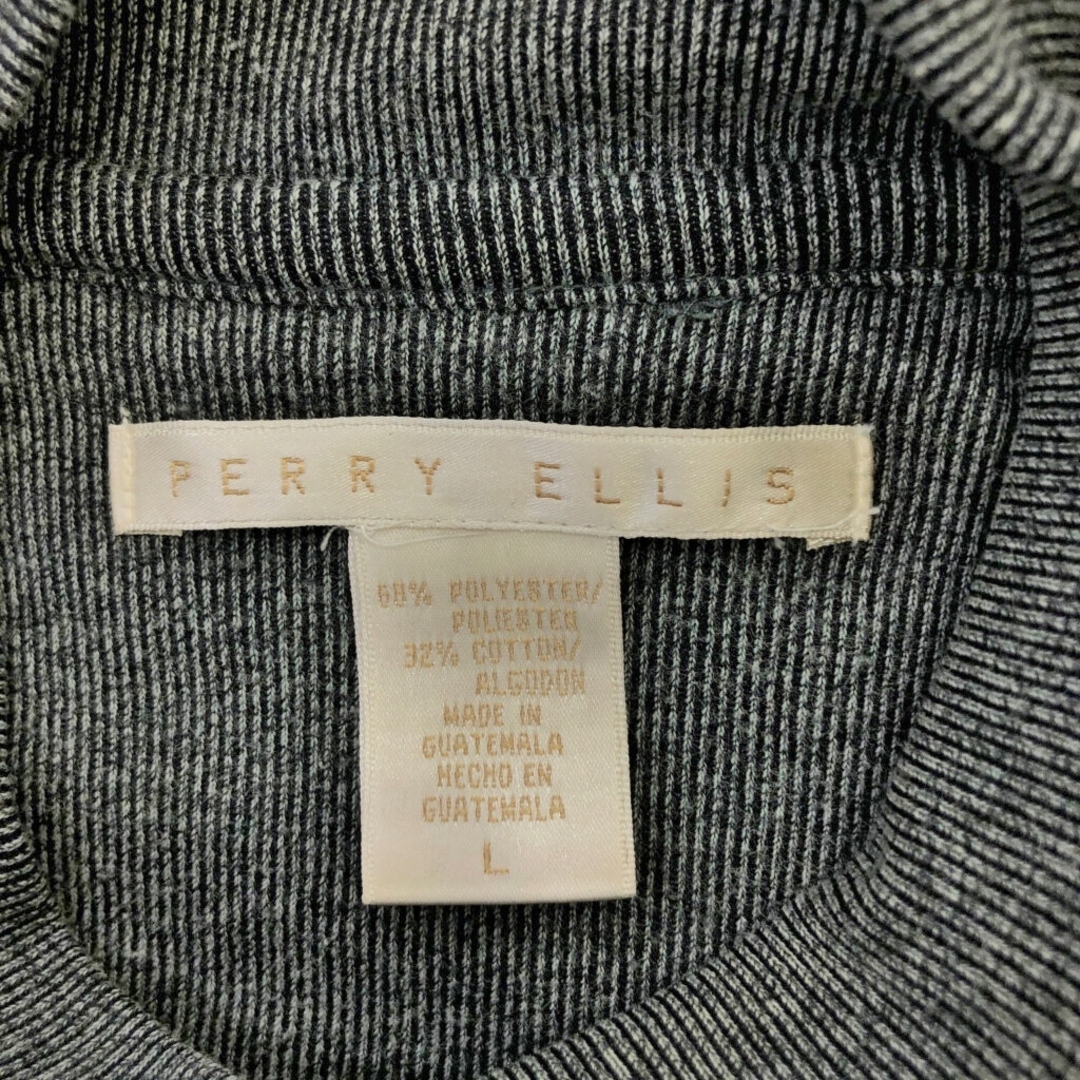 PERRY ELLIS
68% POLYESTER/
POLIESTER
32% COTTON/
ALGODON
MADE IN
GUATEMALA
HECHO EN
GUATEMALA
L